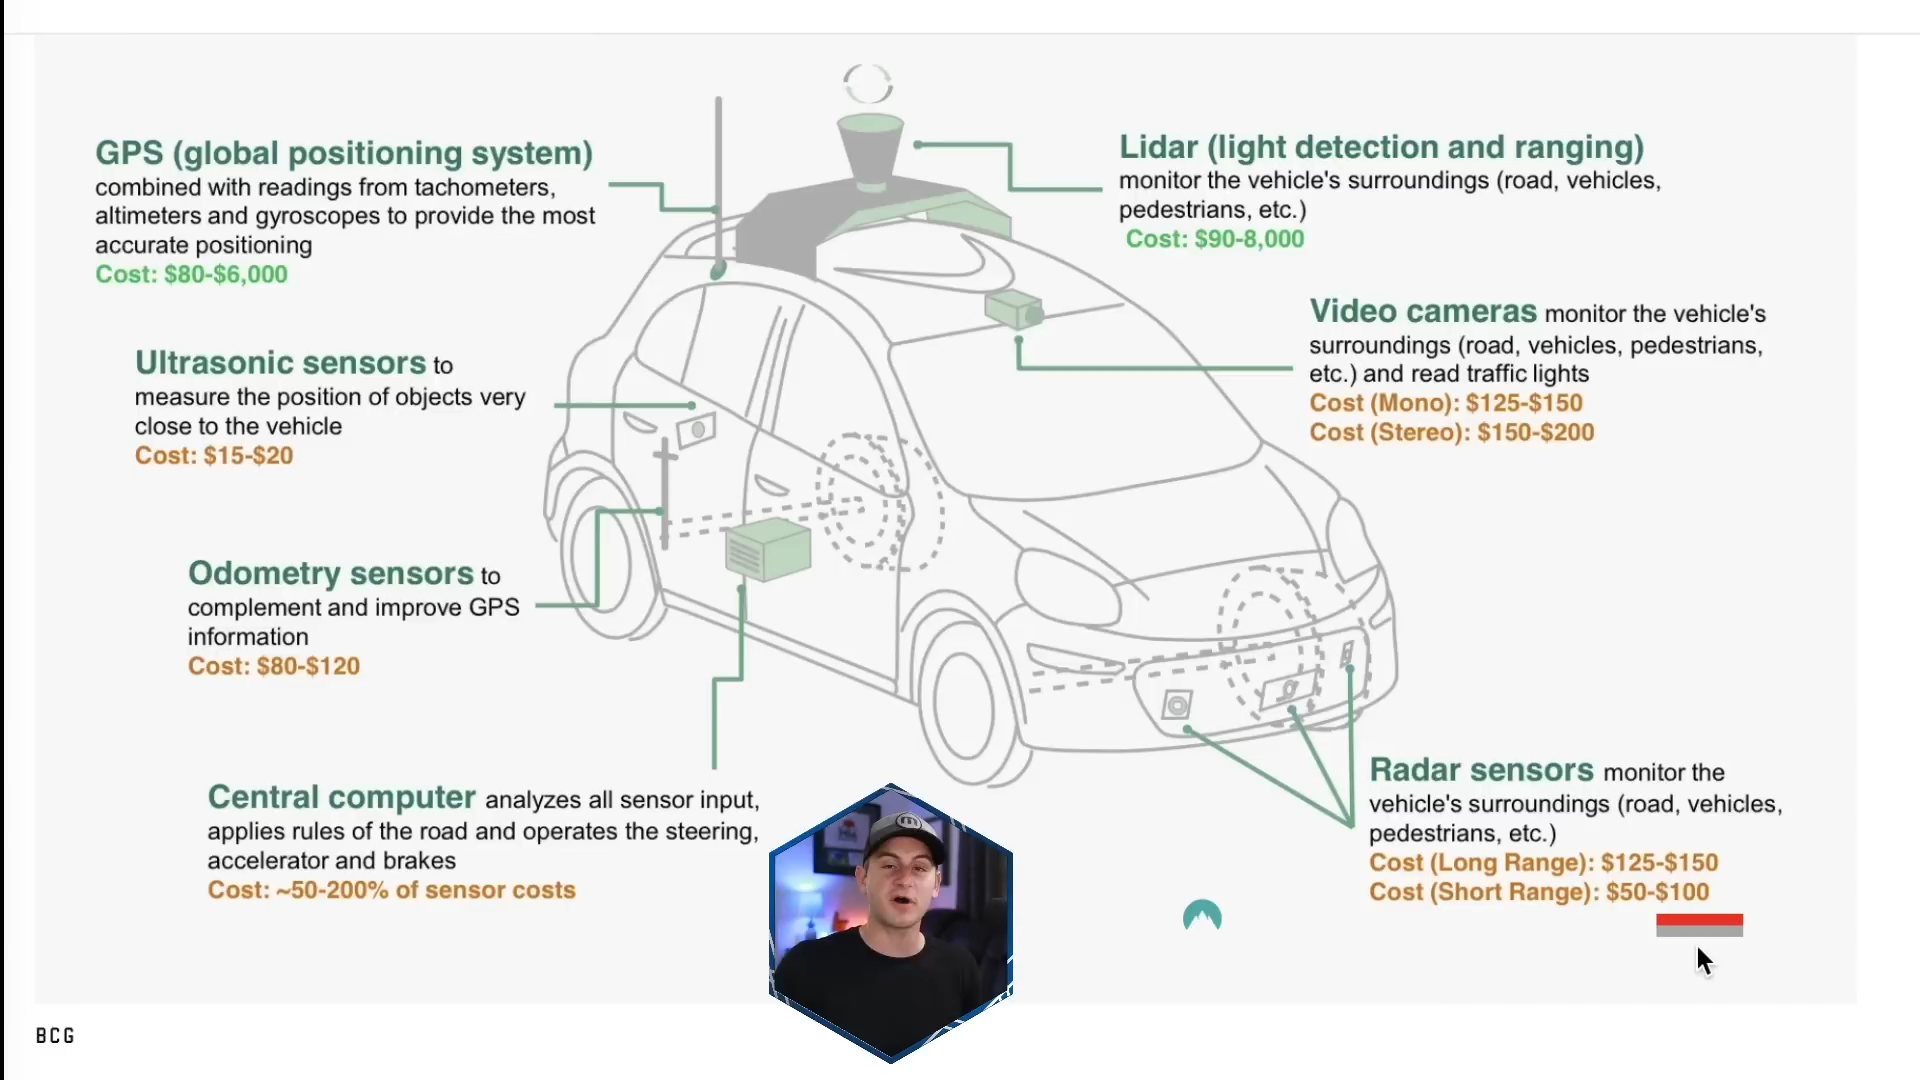 GPS (global positioning system)
combined with readings from tachometers,
altimeters and gyroscopes to provide the most
accurate positioning
Cost: $80-$6,000
Lidar (light detection and ranging)
monitor the vehicle's surroundings (road, vehicles,
pedestrians, etc.)
Cost: $90-8,000
Video cameras monitor the vehicle's
surroundings (road, vehicles, pedestrians,
etc.) and read traffic lights
Cost (Mono): $125-$150
Cost (Stereo): $150-$200
Ultrasonic sensors to
measure the position of objects very
close to the vehicle
Cost: $15-$20
Odometry sensors to
complement and improve GPS
information
Cost: $80-$120
Central computer analyzes all sensor input,
applies rules of the road and operates the steering,
accelerator and brakes
Cost: ~50-200% of sensor costs
Radar sensors monitor the
vehicle's surroundings (road, vehicles,
pedestrians, etc.)
Cost (Long Range): $125-$150
Cost (Short Range): $50-$100
BCG